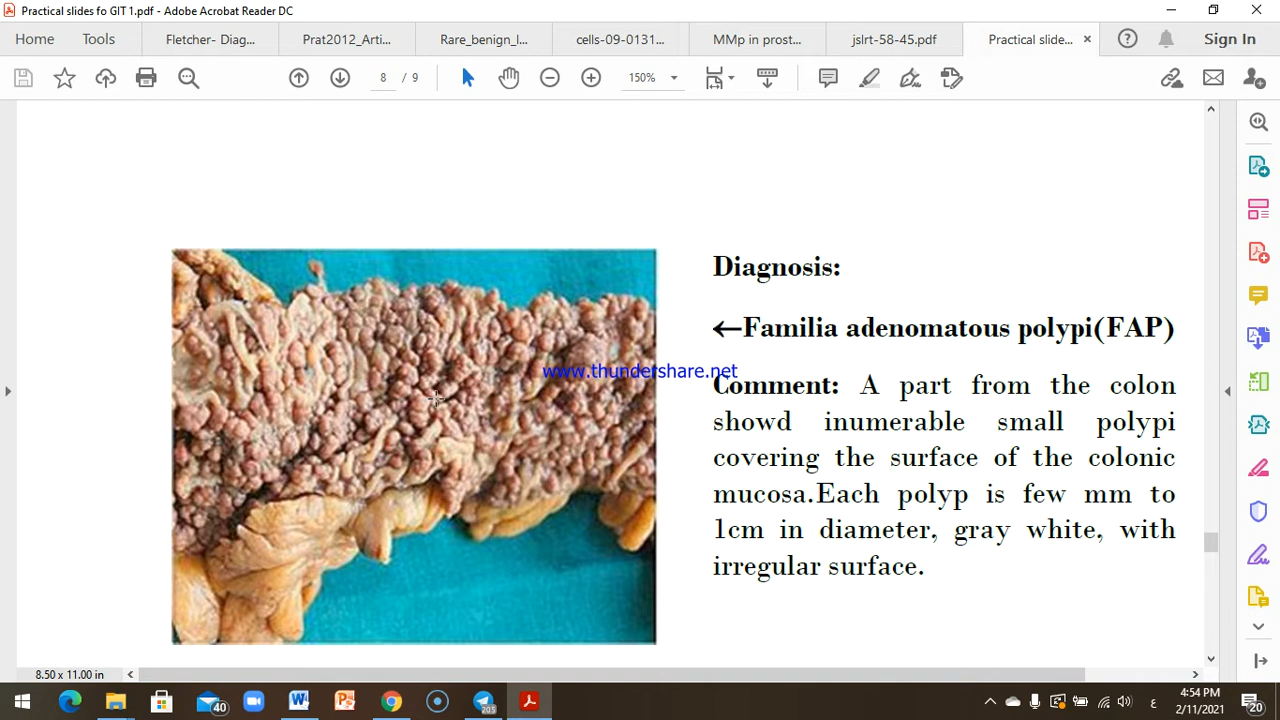 Practical slides fo GIT 1.pdf - Adobe Acrobat Reader DC
Home Tools Fletcher- Diag... Prat2012_Arti... Rare_benign_l... cells-09-0131... MMp in prost... jslrt-58-45.pdf Practical slide... × Sign In
8 / 9 150%
Diagnosis:
←Familia adenomatous polypi(FAP)
www.thundershare.net
Comment: A part from the colon
showd inumerable small polypi
covering the surface of the colonic
mucosa.Each polyp is few mm to
1cm in diameter, gray white, with
irregular surface.
8.50 x 11.00 in
40
205
ع
4:54 PM
2/11/2021
20